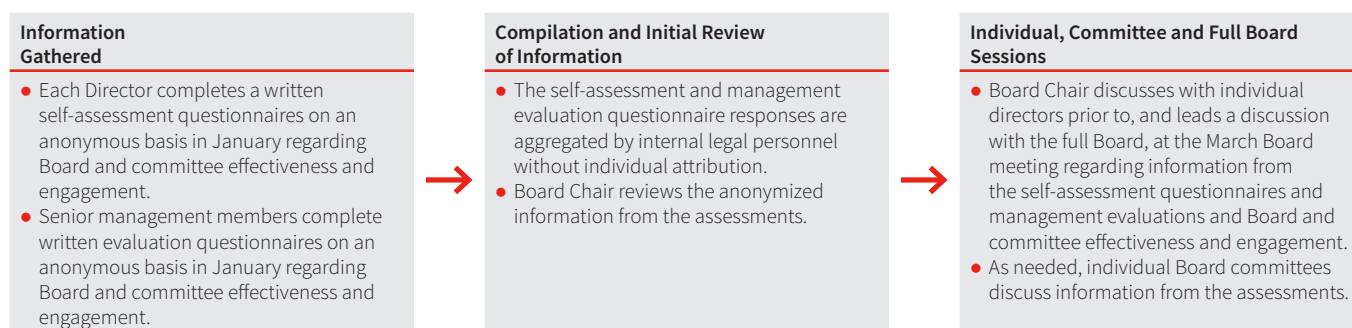 Information
Gathered
● Each Director completes a written
self-assessment questionnaires on an
anonymous basis in January regarding
Board and committee effectiveness and
engagement.
● Senior management members complete
written evaluation questionnaires on an
anonymous basis in January regarding
Board and committee effectiveness and
engagement.
Compilation and Initial Review
of Information
● The self-assessment and management
evaluation questionnaire responses are
aggregated by internal legal personnel
without individual attribution.
● Board Chair reviews the anonymized
information from the assessments.
Individual, Committee and Full Board
Sessions
● Board Chair discusses with individual
directors prior to, and leads a discussion
with the full Board, at the March Board
meeting regarding information from
the self-assessment questionnaires and
management evaluations and Board and
committee effectiveness and engagement.
● As needed, individual Board committees
discuss information from the assessments.